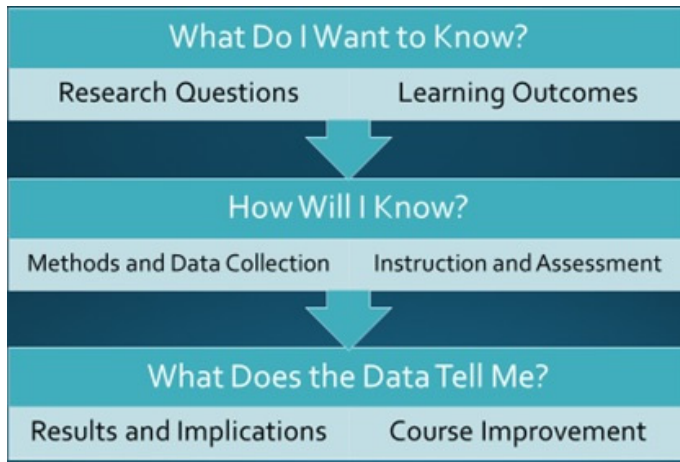 What Do I Want to Know?
Research Questions
Learning Outcomes
How Will I Know?
Methods and Data Collection
Instruction and Assessment
What Does the Data Tell Me?
Results and Implications
Course Improvement